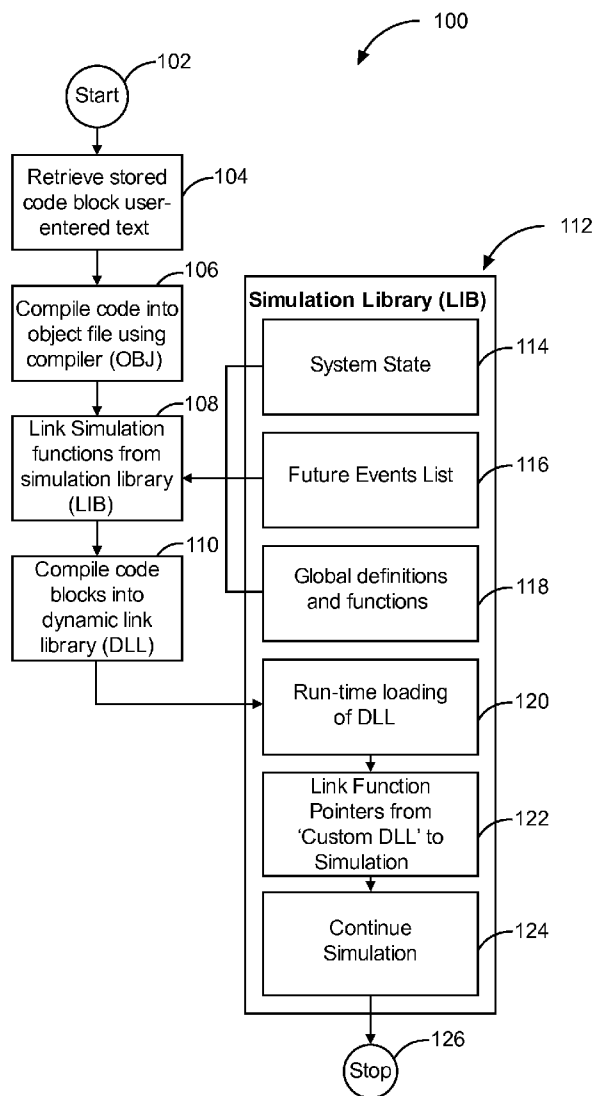 100
102
Start
Retrieve stored
code block user-
entered text
104
106
Compile code into
object file using
compiler (OBJ)
108
Link Simulation
functions from
simulation library
(LIB)
110
Compile code
blocks into
dynamic link
library (DLL)
112
Simulation Library (LIB)
System State
114
Future Events List
116
Global definitions
and functions
118
Run-time loading
of DLL
120
Link Function
Pointers from
‘Custom DLL’ to
Simulation
122
Continue
Simulation
124
126
Stop